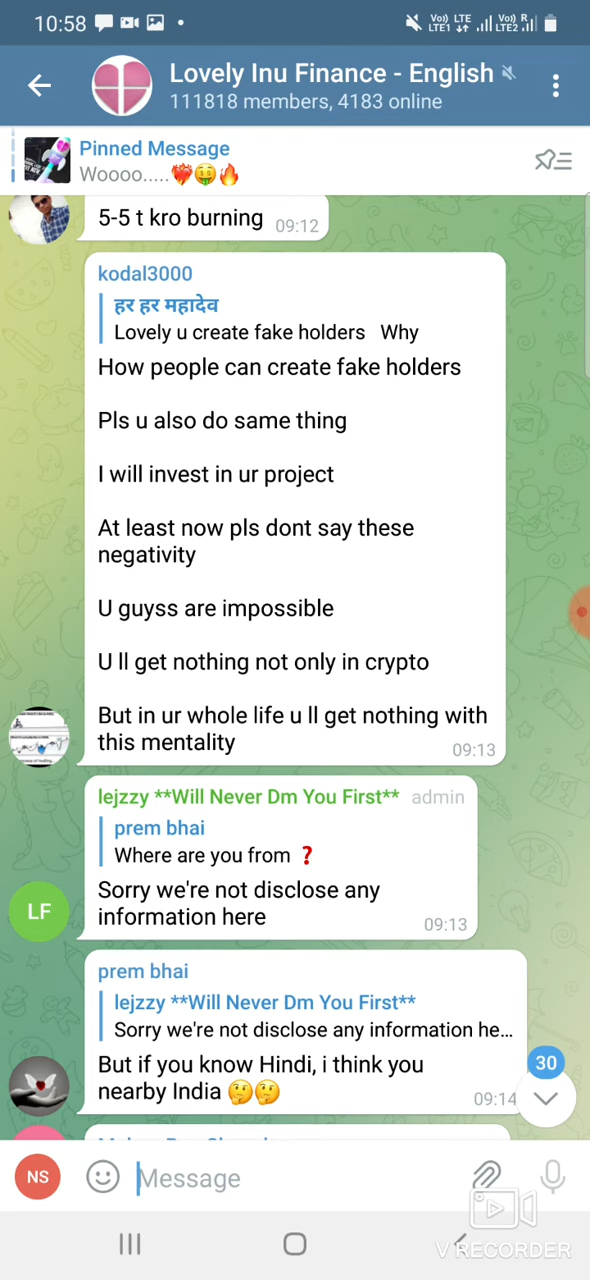 10:58
Vo)) LTE Vo)) R
LTE1 LTE2
Lovely Inu Finance - English
111818 members, 4183 online
Pinned Message
Woooo.....❤️‍🔥🤑🔥
5-5 t kro burning 09:12
kodal3000
हर हर महादेव
Lovely u create fake holders Why
How people can create fake holders
Pls u also do same thing
I will invest in ur project
At least now pls dont say these
negativity
U guyss are impossible
U ll get nothing not only in crypto
But in ur whole life u ll get nothing with
this mentality 09:13
lejzzy **Will Never Dm You First** admin
prem bhai
Where are you from ❓
Sorry we're not disclose any
information here 09:13
prem bhai
lejzzy **Will Never Dm You First**
Sorry we're not disclose any information he...
But if you know Hindi, i think you
nearby India 🤔🤔 09:14
LF
30
NS
Message
V RECORDER